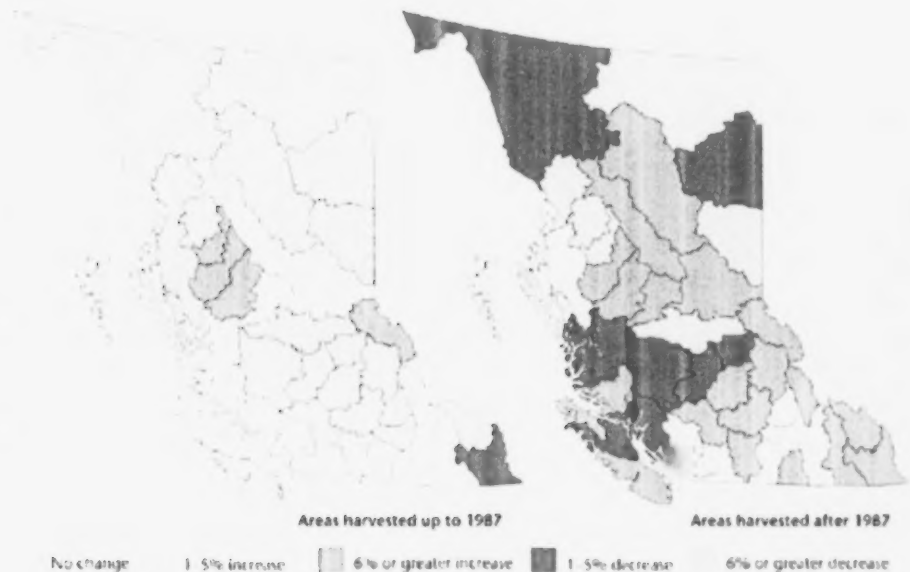 Areas harvested up to 1987
Areas harvested after 1987
No change
1-5% increase
6% or greater increase
1-5% decrease
6% or greater decrease